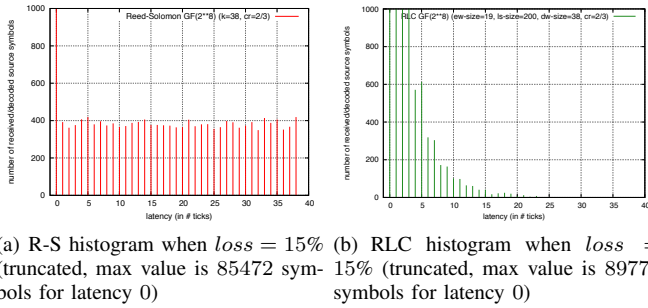 1000
800
600
400
200
0
number of received/decoded source symbols
Reed-Solomon GF(2**8) (k=38, cr=2/3)
0 5 10 15 20 25 30 35 40
latency (in # ticks)
1000
800
600
400
200
0
number of received/decoded source symbols
RLC GF(2**8) (ew-size=19, ls-size=200, dw-size=38, cr=2/3)
0 5 10 15 20 25 30 35 40
latency (in # ticks)
(a) R-S histogram when loss = 15%
(truncated, max value is 85472 sym-
bols for latency 0)
(b) RLC histogram when loss =
15% (truncated, max value is 8977
symbols for latency 0)